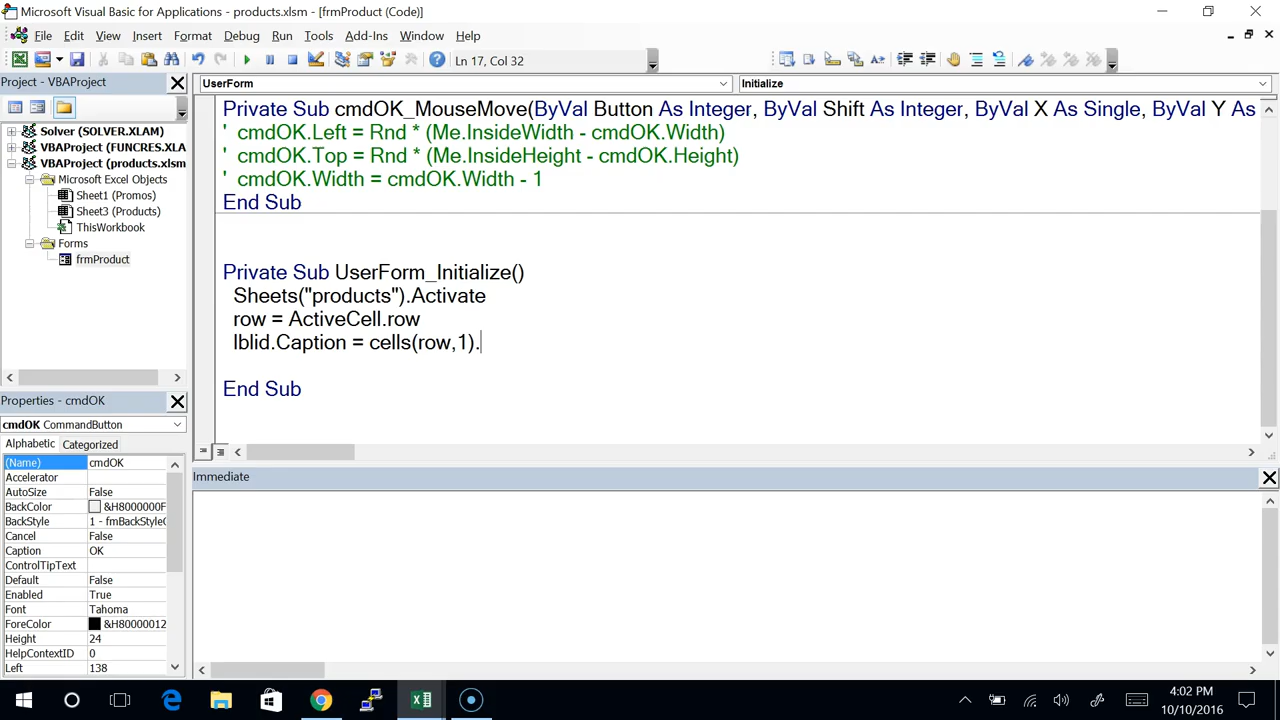 Microsoft Visual Basic for Applications - products.xlsm - [frmProduct (Code)]
File Edit View Insert Format Debug Run Tools Add-Ins Window Help
Ln 17, Col 32
Project - VBAProject
UserForm
Initialize
Solver (SOLVER.XLAM)
VBAProject (FUNCRES.XLA
VBAProject (products.xlsm
Microsoft Excel Objects
Sheet1 (Promos)
Sheet3 (Products)
ThisWorkbook
Forms
frmProduct
Private Sub cmdOK_MouseMove(ByVal Button As Integer, ByVal Shift As Integer, ByVal X As Single, ByVal Y As
' cmdOK.Left = Rnd * (Me.InsideWidth - cmdOK.Width)
' cmdOK.Top = Rnd * (Me.InsideHeight - cmdOK.Height)
' cmdOK.Width = cmdOK.Width - 1
End Sub
Private Sub UserForm_Initialize()
Sheets("products").Activate
row = ActiveCell.row
lblid.Caption = cells(row,1).
End Sub
Properties - cmdOK
cmdOK CommandButton
Alphabetic Categorized
(Name) cmdOK
Accelerator
AutoSize False
BackColor &H8000000F
BackStyle 1 - fmBackStyleO
Cancel False
Caption OK
ControlTipText
Default False
Enabled True
Font Tahoma
ForeColor &H80000012
Height 24
HelpContextID 0
Left 138
Immediate
4:02 PM
10/10/2016